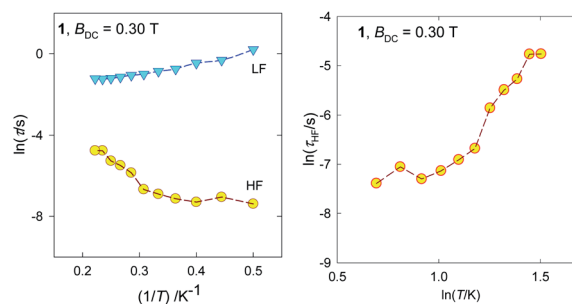 1, B_DC = 0.30 T
0
-4
-8
ln(τ/s)
LF
HF
0.2 0.3 0.4 0.5
(1/T) /K⁻¹
1, B_DC = 0.30 T
-4
-5
-6
-7
-8
-9
ln(τ_HF/s)
0.5 1.0 1.5
ln(T/K)